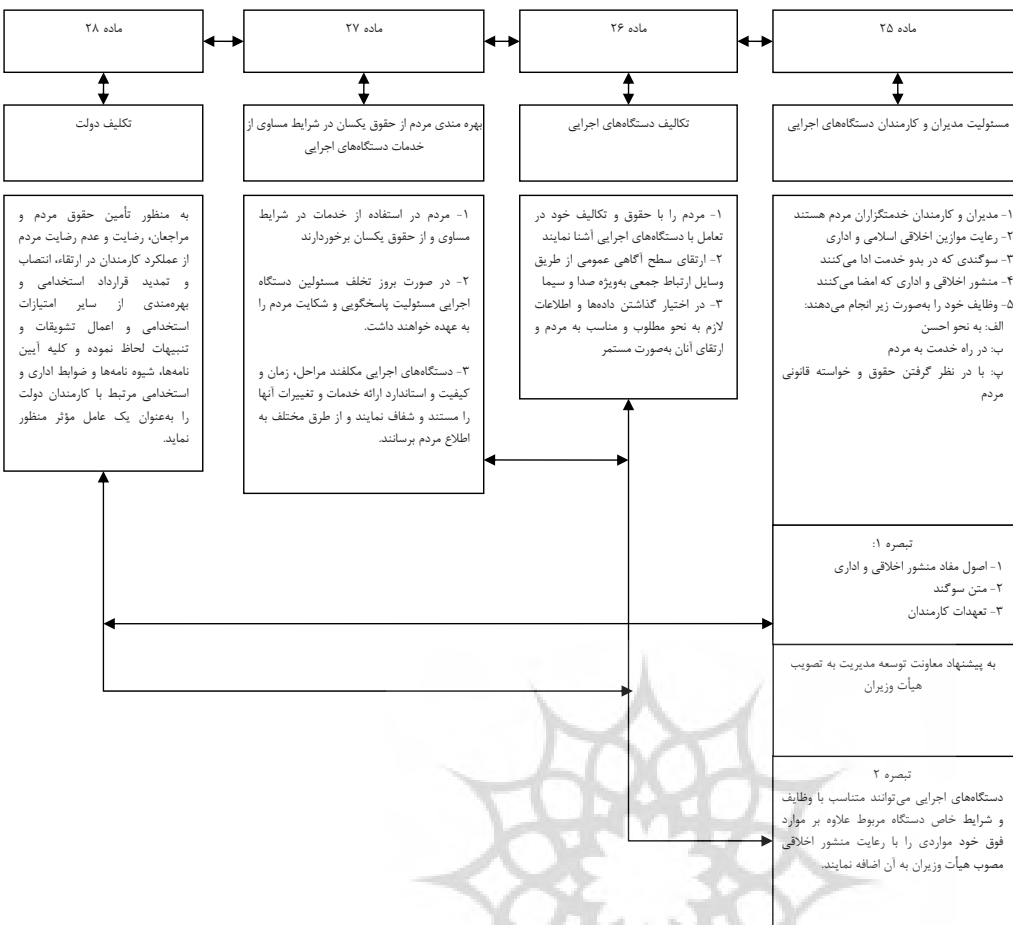 ماده ۲۵
مسئولیت مدیران و کارمندان دستگاه‌های اجرایی
۱- مدیران و کارمندان خدمتگزاران مردم هستند
۲- رعایت موازین اخلاقی اسلامی و اداری
۳- سوگندی که در بدو خدمت ادا می‌کنند
۴- منشور اخلاقی و اداری که امضا می‌کنند
۵- وظایف خود را به‌صورت زیر انجام می‌دهند:
الف: به نحو احسن
ب: در راه خدمت به مردم
پ: با در نظر گرفتن حقوق و خواسته قانونی
مردم
تبصره ۱:
۱- اصول مفاد منشور اخلاقی و اداری
۲- متن سوگند
۳- تعهدات کارمندان
به پیشنهاد معاونت توسعه مدیریت به تصویب
هیأت وزیران
تبصره ۲
دستگاه‌های اجرایی می‌توانند متناسب با وظایف
و شرایط خاص دستگاه مربوط علاوه بر موارد
فوق خود مواردی را با رعایت منشور اخلاقی
مصوب هیأت وزیران به آن اضافه نمایند.
ماده ۲۶
تکالیف دستگاه‌های اجرایی
۱- مردم را با حقوق و تکالیف خود در
تعامل با دستگاه‌های اجرایی آشنا نمایند
۲- ارتقای سطح آگاهی عمومی از طریق
وسایل ارتباط جمعی به‌ویژه صدا و سیما
۳- در اختیار گذاشتن داده‌ها و اطلاعات
لازم به نحو مطلوب و مناسب به مردم و
ارتقای آنان به‌صورت مستمر
ماده ۲۷
بهره مندی مردم از حقوق یکسان در شرایط مساوی از
خدمات دستگاه‌های اجرایی
۱- مردم در استفاده از خدمات در شرایط
مساوی و از حقوق یکسان برخوردارند
۲- در صورت بروز تخلف مسئولین دستگاه
اجرایی مسئولیت پاسخگویی و شکایت مردم را
به عهده خواهند داشت.
۳- دستگاه‌های اجرایی مکلفند مراحل، زمان و
کیفیت و استاندارد ارائه خدمات و تغییرات آنها
را مستند و شفاف نمایند و از طرق مختلف به
اطلاع مردم برسانند.
ماده ۲۸
تکلیف دولت
به منظور تأمین حقوق مردم و
مراجعان، رضایت و عدم رضایت مردم
از عملکرد کارمندان در ارتقاء، انتصاب
و تمدید قرارداد استخدامی و
بهره‌مندی از سایر امتیازات
استخدامی و اعمال تشویقات و
تنبیهات لحاظ نموده و کلیه آیین
نامه‌ها، شیوه نامه‌ها و ضوابط اداری و
استخدامی مرتبط با کارمندان دولت
را به‌عنوان یک عامل مؤثر منظور
نماید.